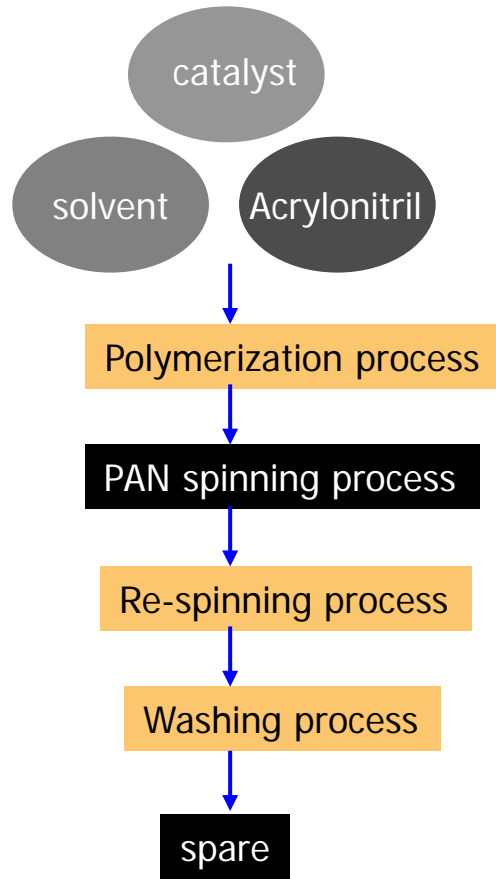 catalyst
solvent
Acrylonitril
Polymerization process
PAN spinning process
Re-spinning process
Washing process
spare